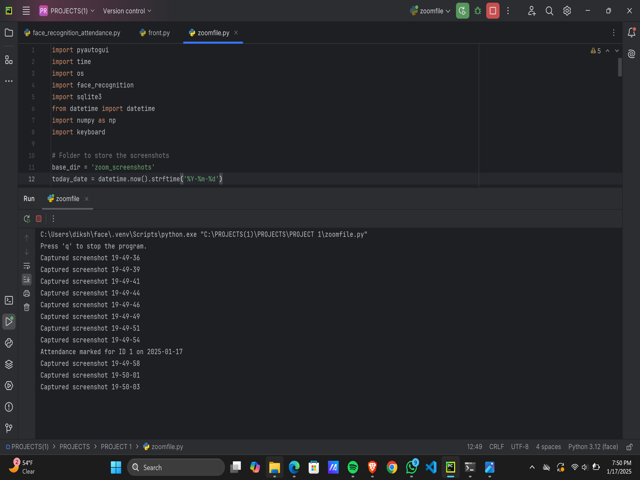 PR PROJECTS(1) Version control zoomfile
face_recognition_attendance.py front.py zoomfile.py
5
1 import pyautogui
2 import time
3 import os
4 import face_recognition
5 import sqlite3
6 from datetime import datetime
7 import numpy as np
8 import keyboard
9
10 # Folder to store the screenshots
11 base_dir = 'zoom_screenshots'
12 today_date = datetime.now().strftime('%Y-%m-%d')
Run zoomfile
C:\Users\diksh\face\.venv\Scripts\python.exe "C:\PROJECTS(1)\PROJECTS\PROJECT 1\zoomfile.py"
Press 'q' to stop the program.
Captured screenshot 19-49-36
Captured screenshot 19-49-39
Captured screenshot 19-49-41
Captured screenshot 19-49-44
Captured screenshot 19-49-46
Captured screenshot 19-49-49
Captured screenshot 19-49-51
Captured screenshot 19-49-54
Attendance marked for ID 1 on 2025-01-17
Captured screenshot 19-49-58
Captured screenshot 19-50-01
Captured screenshot 19-50-03
PROJECTS(1) > PROJECTS > PROJECT 1 > zoomfile.py 12:49 CRLF UTF-8 4 spaces Python 3.12 (face)
54°F
Clear
Search
7:50 PM
1/17/2025